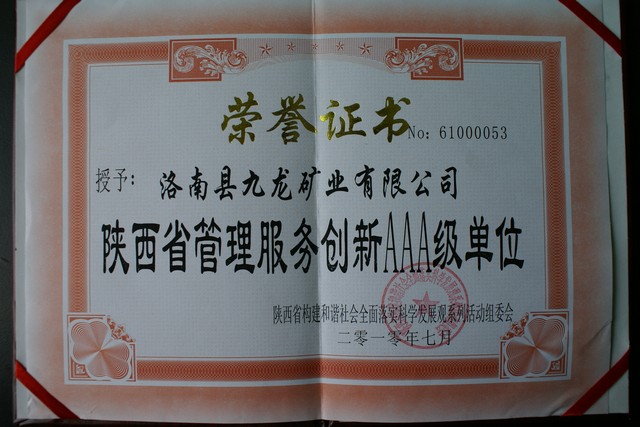 荣誉证书
No: 61000053
授予: 洛南县九龙矿业有限公司
陕西省管理服务创新AAA级单位
陕西省构建和谐社会全面落实科学发展观系列活动组委会
二零一零年七月